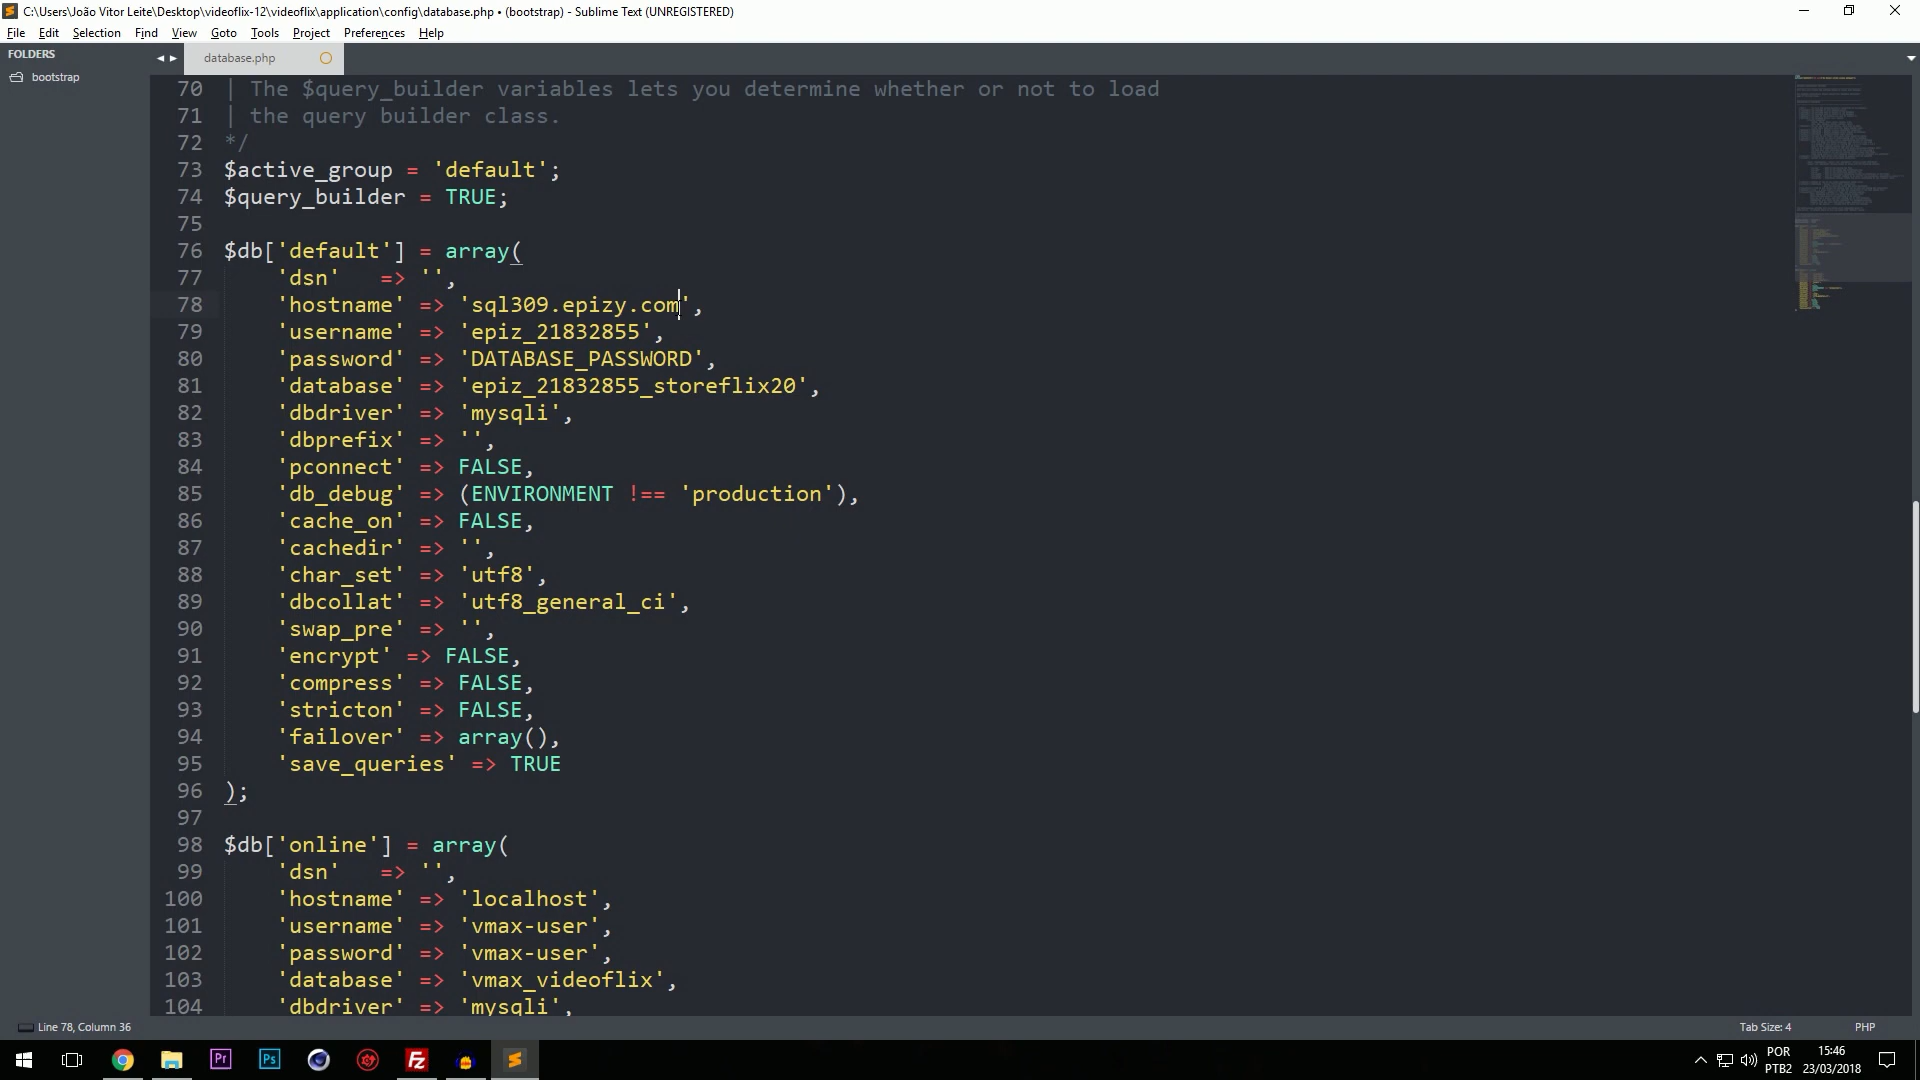 C:\Users\João Vitor Leite\Desktop\videoflix-12\videoflix\application\config\database.php • (bootstrap) - Sublime Text (UNREGISTERED)
File Edit Selection Find View Goto Tools Project Preferences Help
FOLDERS
bootstrap
database.php
70 | The $query_builder variables lets you determine whether or not to load
71 | the query builder class.
72 */
73 $active_group = 'default';
74 $query_builder = TRUE;
75
76 $db['default'] = array(
77 'dsn' => '',
78 'hostname' => 'sql309.epizy.com',
79 'username' => 'epiz_21832855',
80 'password' => 'DATABASE_PASSWORD',
81 'database' => 'epiz_21832855_storeflix20',
82 'dbdriver' => 'mysqli',
83 'dbprefix' => '',
84 'pconnect' => FALSE,
85 'db_debug' => (ENVIRONMENT !== 'production'),
86 'cache_on' => FALSE,
87 'cachedir' => '',
88 'char_set' => 'utf8',
89 'dbcollat' => 'utf8_general_ci',
90 'swap_pre' => '',
91 'encrypt' => FALSE,
92 'compress' => FALSE,
93 'stricton' => FALSE,
94 'failover' => array(),
95 'save_queries' => TRUE
96 );
97
98 $db['online'] = array(
99 'dsn' => '',
100 'hostname' => 'localhost',
101 'username' => 'vmax-user',
102 'password' => 'vmax-user',
103 'database' => 'vmax_videoflix',
104 'dbdriver' => 'mysqli',
Line 78, Column 36
Tab Size: 4
PHP
Pr
Ps
Fz
POR
PTB2
15:46
23/03/2018